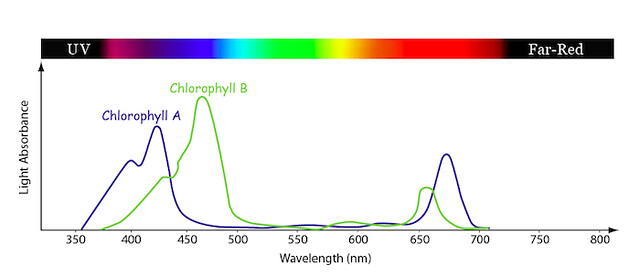 UV
Far-Red
Chlorophyll B
Chlorophyll A
Light Absorbance
350 400 450 500 550 600 650 700 750 800
Wavelength (nm)